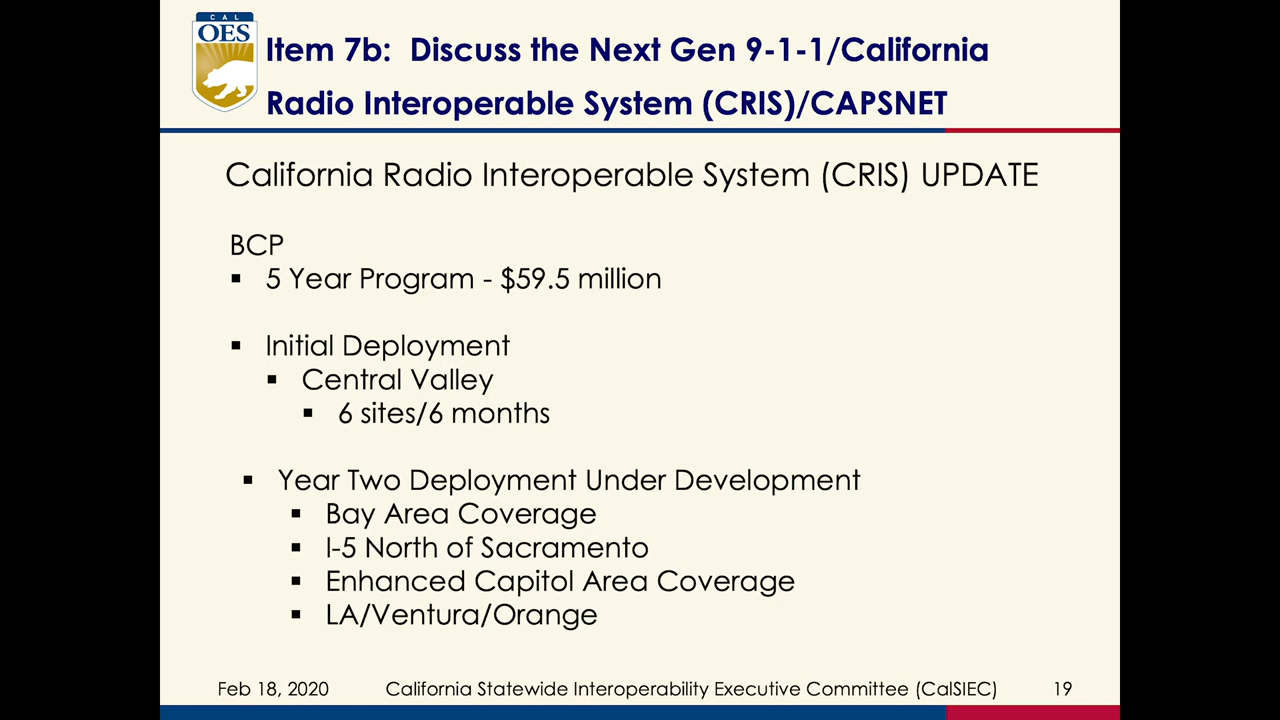 CAL
OES
Item 7b: Discuss the Next Gen 9-1-1/California
Radio Interoperable System (CRIS)/CAPSNET
California Radio Interoperable System (CRIS) UPDATE
BCP
▪ 5 Year Program - $59.5 million
▪ Initial Deployment
▪ Central Valley
▪ 6 sites/6 months
▪ Year Two Deployment Under Development
▪ Bay Area Coverage
▪ I-5 North of Sacramento
▪ Enhanced Capitol Area Coverage
▪ LA/Ventura/Orange
Feb 18, 2020 California Statewide Interoperability Executive Committee (CalSIEC) 19